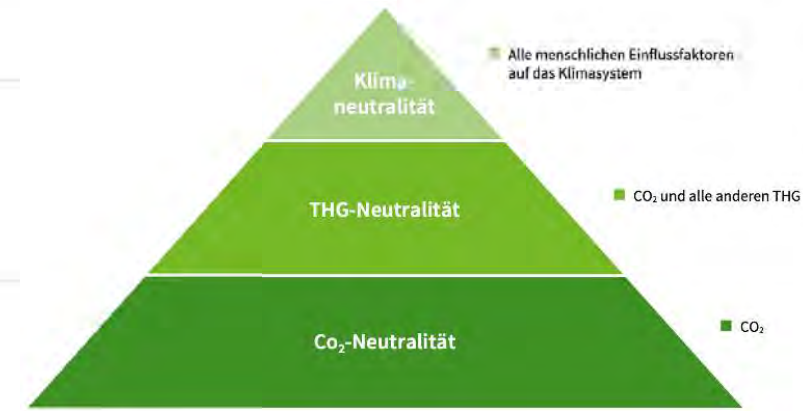 Klima-
neutralität
Alle menschlichen Einflussfaktoren
auf das Klimasystem
THG-Neutralität
CO₂ und alle anderen THG
Co₂-Neutralität
CO₂